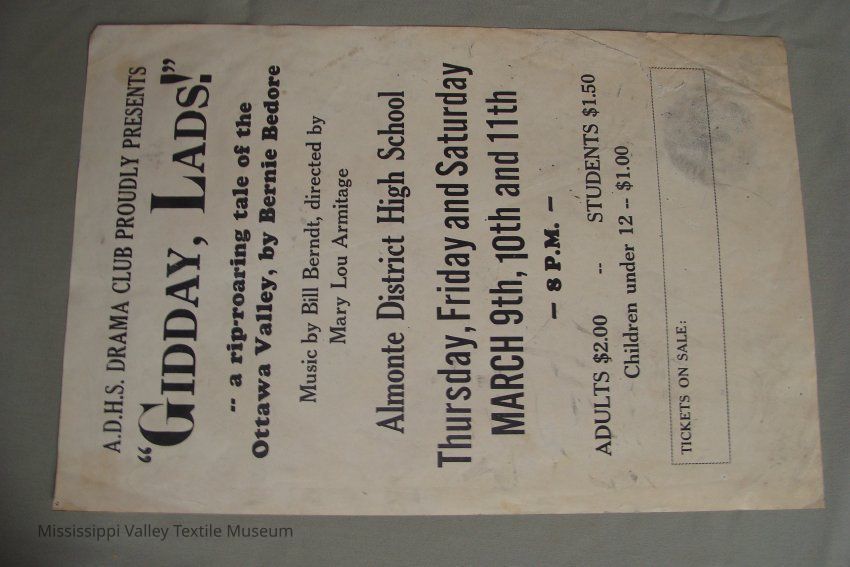 A.D.H.S. DRAMA CLUB PROUDLY PRESENTS
“GIDDAY, LADS!”
-- a rip-roaring tale of the
Ottawa Valley, by Bernie Bedore
Music by Bill Berndt, directed by
Mary Lou Armitage
Almonte District High School
Thursday, Friday and Saturday
MARCH 9th, 10th and 11th
— 8 P.M. —
ADULTS $2.00 -- STUDENTS $1.50
Children under 12 -- $1.00
TICKETS ON SALE:
Mississippi Valley Textile Museum